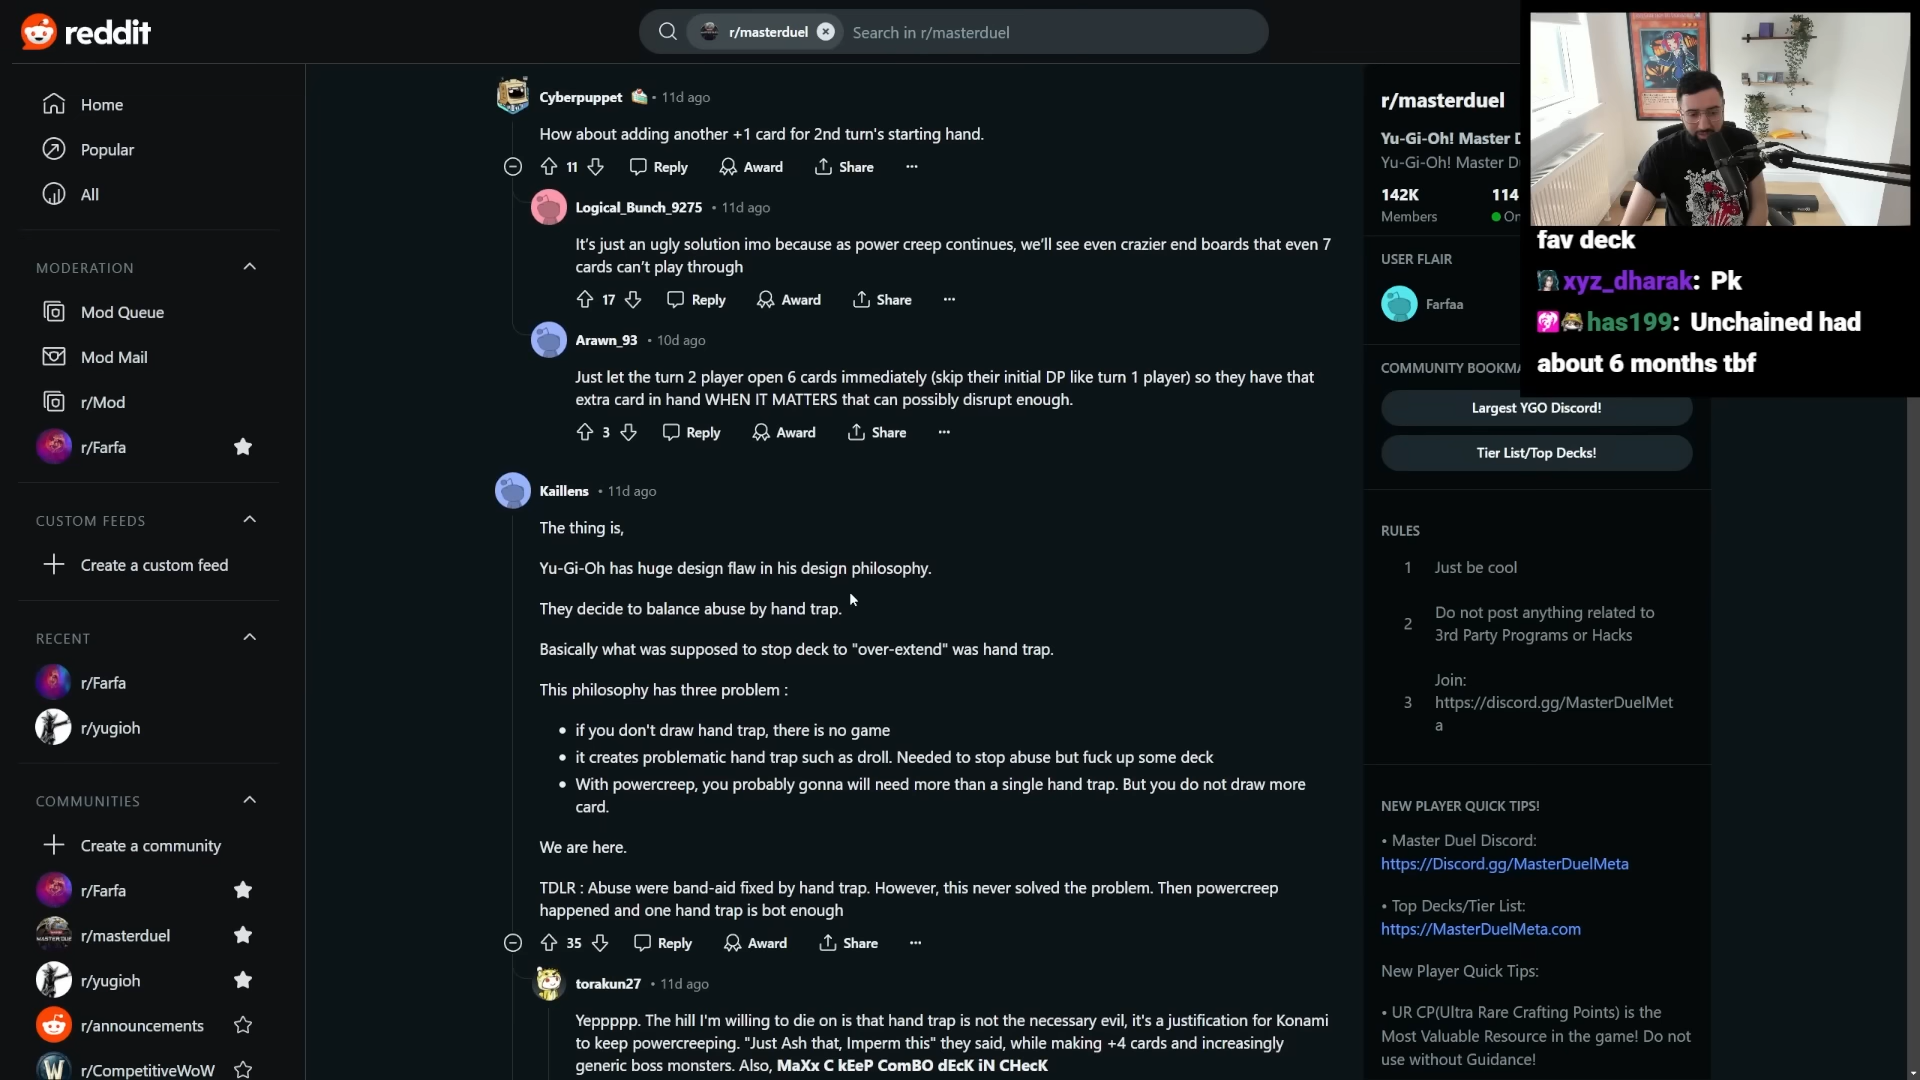 reddit
r/masterduel
Search in r/masterduel
Home
Popular
All
MODERATION
Mod Queue
Mod Mail
r/Mod
r/Farfa
CUSTOM FEEDS
Create a custom feed
RECENT
r/Farfa
r/yugioh
COMMUNITIES
Create a community
r/Farfa
r/masterduel
r/yugioh
r/announcements
r/CompetitiveWoW
Cyberpuppet • 11d ago
How about adding another +1 card for 2nd turn's starting hand.
11 Reply Award Share
Logical_Bunch_9275 • 11d ago
It's just an ugly solution imo because as power creep continues, we'll see even crazier end boards that even 7
cards can't play through
17 Reply Award Share
Arawn_93 • 10d ago
Just let the turn 2 player open 6 cards immediately (skip their initial DP like turn 1 player) so they have that
extra card in hand WHEN IT MATTERS that can possibly disrupt enough.
3 Reply Award Share
Kaillens • 11d ago
The thing is,
Yu-Gi-Oh has huge design flaw in his design philosophy.
They decide to balance abuse by hand trap.
Basically what was supposed to stop deck to "over-extend" was hand trap.
This philosophy has three problem :
• if you don't draw hand trap, there is no game
• it creates problematic hand trap such as droll. Needed to stop abuse but fuck up some deck
• With powercreep, you probably gonna will need more than a single hand trap. But you do not draw more
card.
We are here.
TDLR : Abuse were band-aid fixed by hand trap. However, this never solved the problem. Then powercreep
happened and one hand trap is bot enough
35 Reply Award Share
torakun27 • 11d ago
Yeppppp. The hill I'm willing to die on is that hand trap is not the necessary evil, it's a justification for Konami
to keep powercreeping. "Just Ash that, Imperm this" they said, while making +4 cards and increasingly
generic boss monsters. Also, MaXx C kEeP ComBO dEcK iN CHecK
r/masterduel
Yu-Gi-Oh! Master D
Yu-Gi-Oh! Master Du
142K 114
Members On
USER FLAIR
Farfaa
COMMUNITY BOOKMA
Largest YGO Discord!
Tier List/Top Decks!
RULES
1 Just be cool
2 Do not post anything related to
3rd Party Programs or Hacks
3 Join:
https://discord.gg/MasterDuelMet
a
NEW PLAYER QUICK TIPS!
• Master Duel Discord:
https://Discord.gg/MasterDuelMeta
• Top Decks/Tier List:
https://MasterDuelMeta.com
New Player Quick Tips:
• UR CP(Ultra Rare Crafting Points) is the
Most Valuable Resource in the game! Do not
use without Guidance!
fav deck
xyz_dharak: Pk
has199: Unchained had
about 6 months tbf